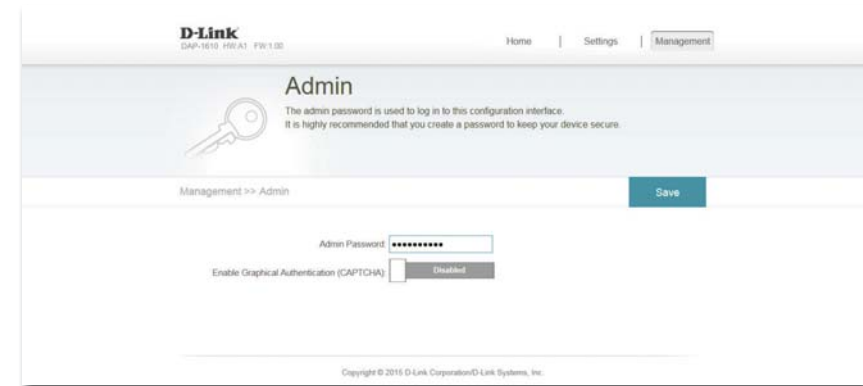 D-Link
DAP-1610 HW:A1 FW:1.00
Home | Settings | Management
Admin
The admin password is used to log in to this configuration interface.
It is highly recommended that you create a password to keep your device secure.
Management >> Admin
Save
Admin Password: ••••••••••
Enable Graphical Authentication (CAPTCHA): Disabled
Copyright © 2015 D-Link Corporation/D-Link Systems, Inc.